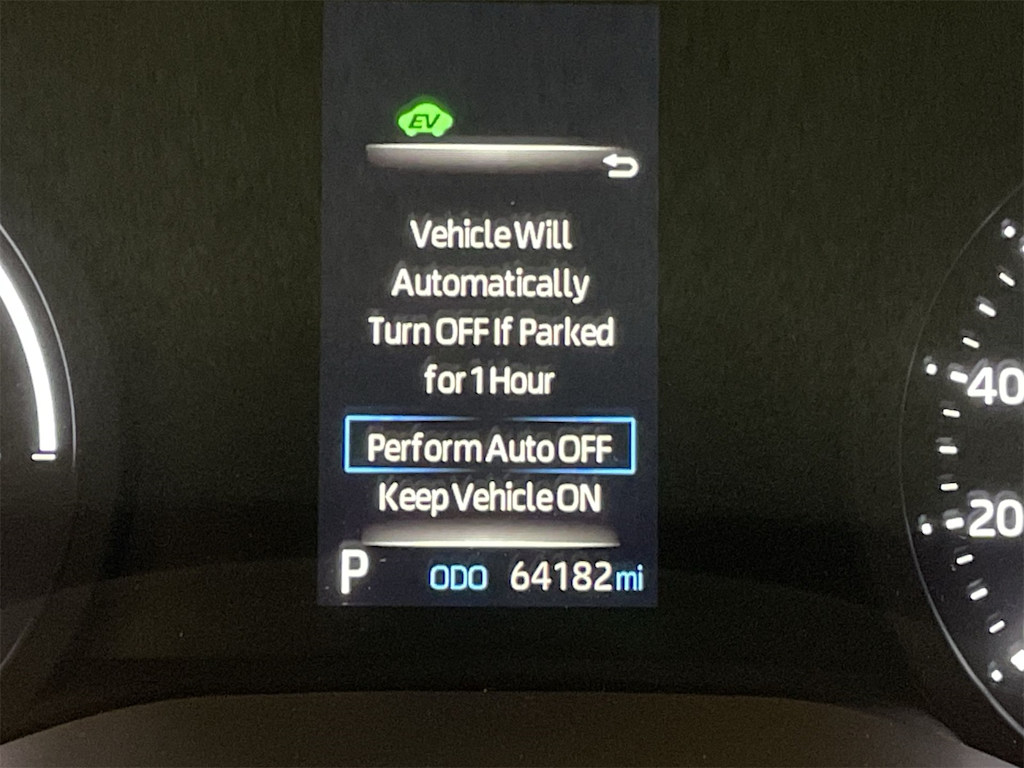 EV
Vehicle Will
Automatically
Turn OFF If Parked
for 1 Hour
Perform Auto OFF
Keep Vehicle ON
P ODO 64182 mi
40
20